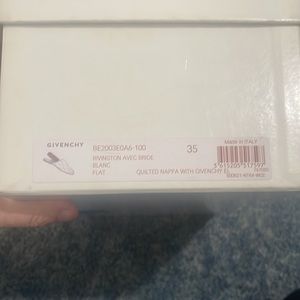 GIVENCHY
BE2003E0A6-100
35
MADE IN ITALY
RIVINGTON AVEC BRIDE
BLANC
FLAT
QUILTED NAPPA WITH GIVENCHY